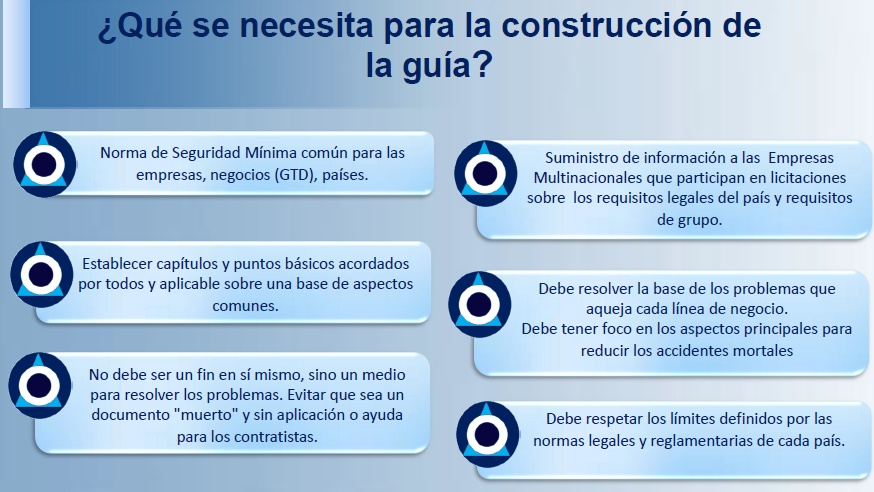 ¿Qué se necesita para la construcción de
la guía?
Norma de Seguridad Mínima común para las
empresas, negocios (GTD), países.
Establecer capítulos y puntos básicos acordados
por todos y aplicable sobre una base de aspectos
comunes.
No debe ser un fin en sí mismo, sino un medio
para resolver los problemas. Evitar que sea un
documento "muerto" y sin aplicación o ayuda
para los contratistas.
Suministro de información a las  Empresas
Multinacionales que participan en licitaciones
sobre  los requisitos legales del país y requisitos
de grupo.
Debe resolver la base de los problemas que
aqueja cada línea de negocio.
Debe tener foco en los aspectos principales para
reducir los accidentes mortales
Debe respetar los límites definidos por las
normas legales y reglamentarias de cada país.